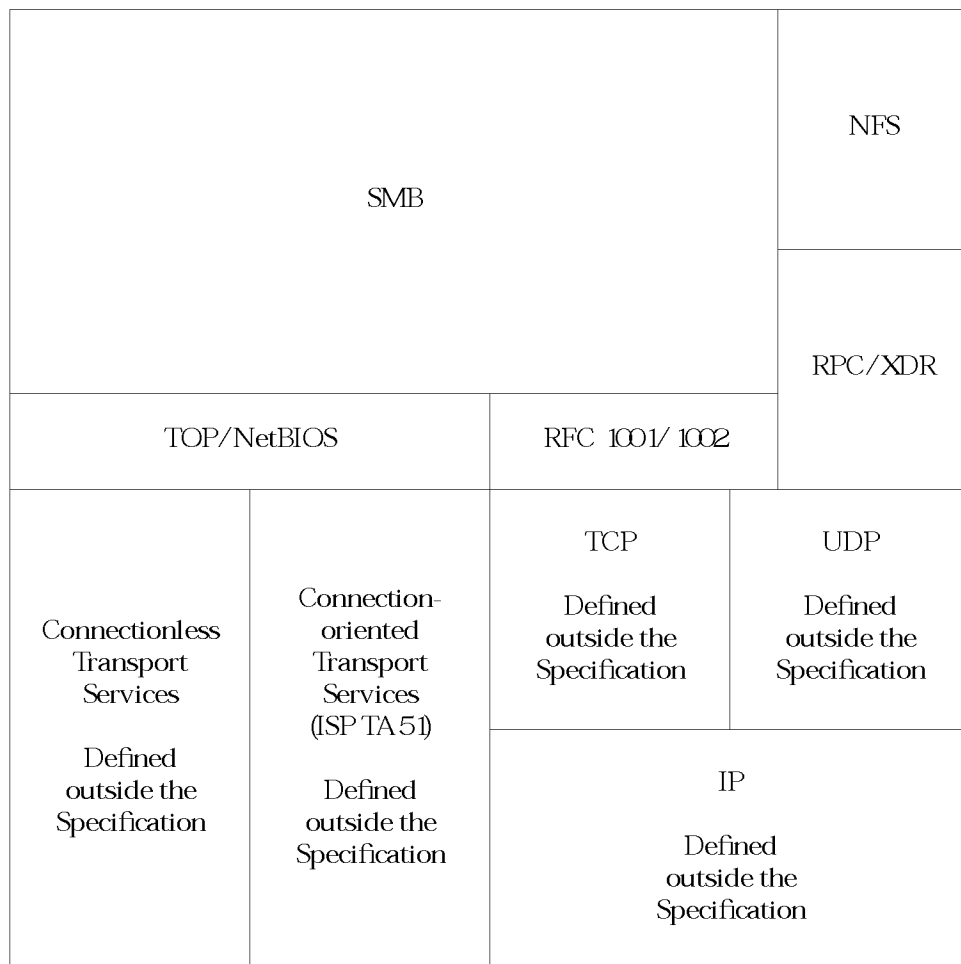 SMB
NFS
RPC/XDR
TOP/NetBIOS
RFC 1001/1002
Connectionless
Transport
Services
Defined
outside the
Specification
Connection-
oriented
Transport
Services
(ISP TA 51)
Defined
outside the
Specification
TCP
Defined
outside the
Specification
UDP
Defined
outside the
Specification
IP
Defined
outside the
Specification